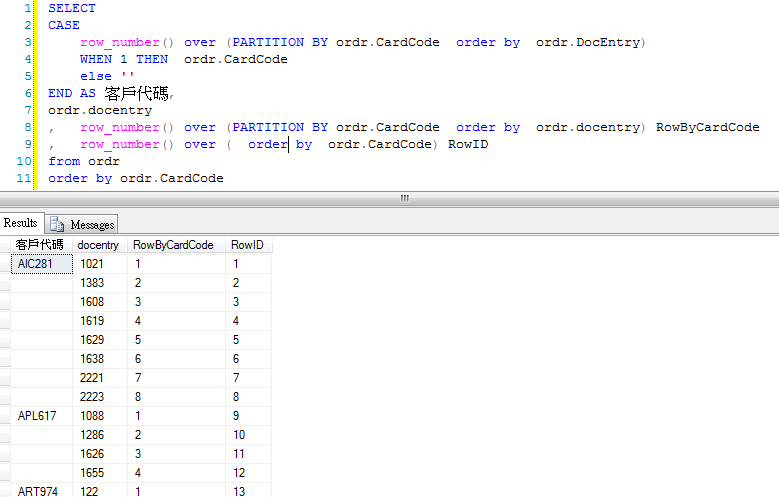 1 SELECT
2 CASE
3 row_number() over (PARTITION BY ordr.CardCode order by ordr.DocEntry)
4 WHEN 1 THEN ordr.CardCode
5 else ''
6 END AS 客戶代碼,
7 ordr.docentry
8 , row_number() over (PARTITION BY ordr.CardCode order by ordr.docentry) RowByCardCode
9 , row_number() over ( order by ordr.CardCode) RowID
10 from ordr
11 order by ordr.CardCode
Results Messages
客戶代碼 docentry RowByCardCode RowID
AIC281 1021 1 1
1383 2 2
1608 3 3
1619 4 4
1629 5 5
1638 6 6
2221 7 7
2223 8 8
APL617 1088 1 9
1286 2 10
1626 3 11
1655 4 12
ART974 122 1 13